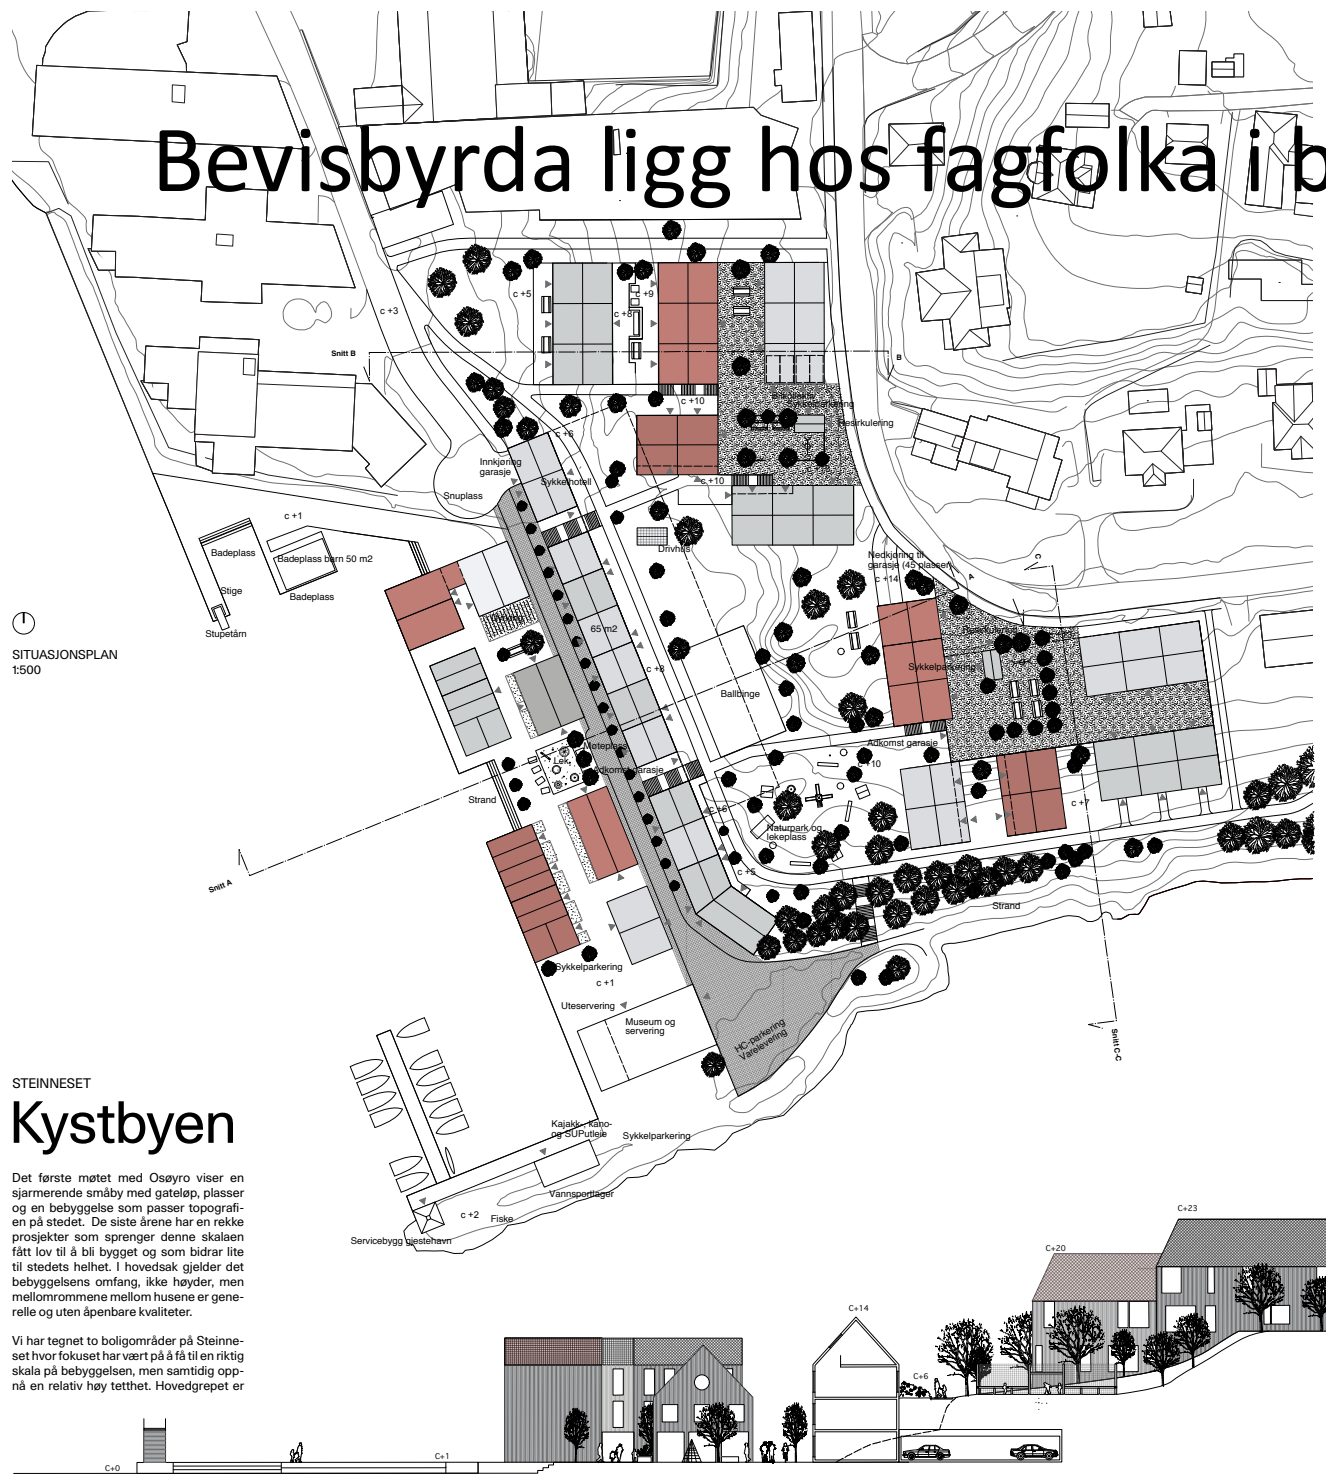 Bevisbyrda ligg hos fagfolka i b
c +5
c +9
c +8
c +3
Snitt B
B
c +10
Sykkelparkering
Resirkulering
c +6
Innkjøring
garasje
Sykkelhotell
c +10
Snuplass
c +1
Badeplass
Badeplass barn 50 m2
Drivhus
Nedkjøring til
garasje (45 plasser)
c +14
C
A
Stige
Badeplass
Stupetårn
65 m2
SITUASJONSPLAN
1:500
c +8
Sykkelparkering
Ballbinge
Møteplass
Adkomst garasje
Lek
Adkomst garasje
c +10
Strand
c +6
c +7
Naturpark og
lekeplass
c +5
Snitt A
Strand
Sykkelparkering
c +1
Uteservering
Museum og
servering
HC-parkering
Varelevering
Snitt C-C
STEINNESET
Kystbyen
Kajakk-, kano-
og SUPutleie
Sykkelparkering
Vannsportlager
c +2
Fiske
Servicebygg gjestehavn
Det første møtet med Osøyro viser en
sjarmerende småby med gateløp, plasser
og en bebyggelse som passer topografi-
en på stedet. De siste årene har en rekke
prosjekter som sprenger denne skalaen
fått lov til å bli bygget og som bidrar lite
til stedets helhet. I hovedsak gjelder det
bebyggelsens omfang, ikke høyder, men
mellomrommene mellom husene er gene-
relle og uten åpenbare kvaliteter.
Vi har tegnet to boligområder på Steinne-
set hvor fokuset har vært på å få til en riktig
skala på bebyggelsen, men samtidig opp-
nå en relativ høy tetthet. Hovedgrepet er
C+23
C+20
C+14
C+6
C+1
C+0